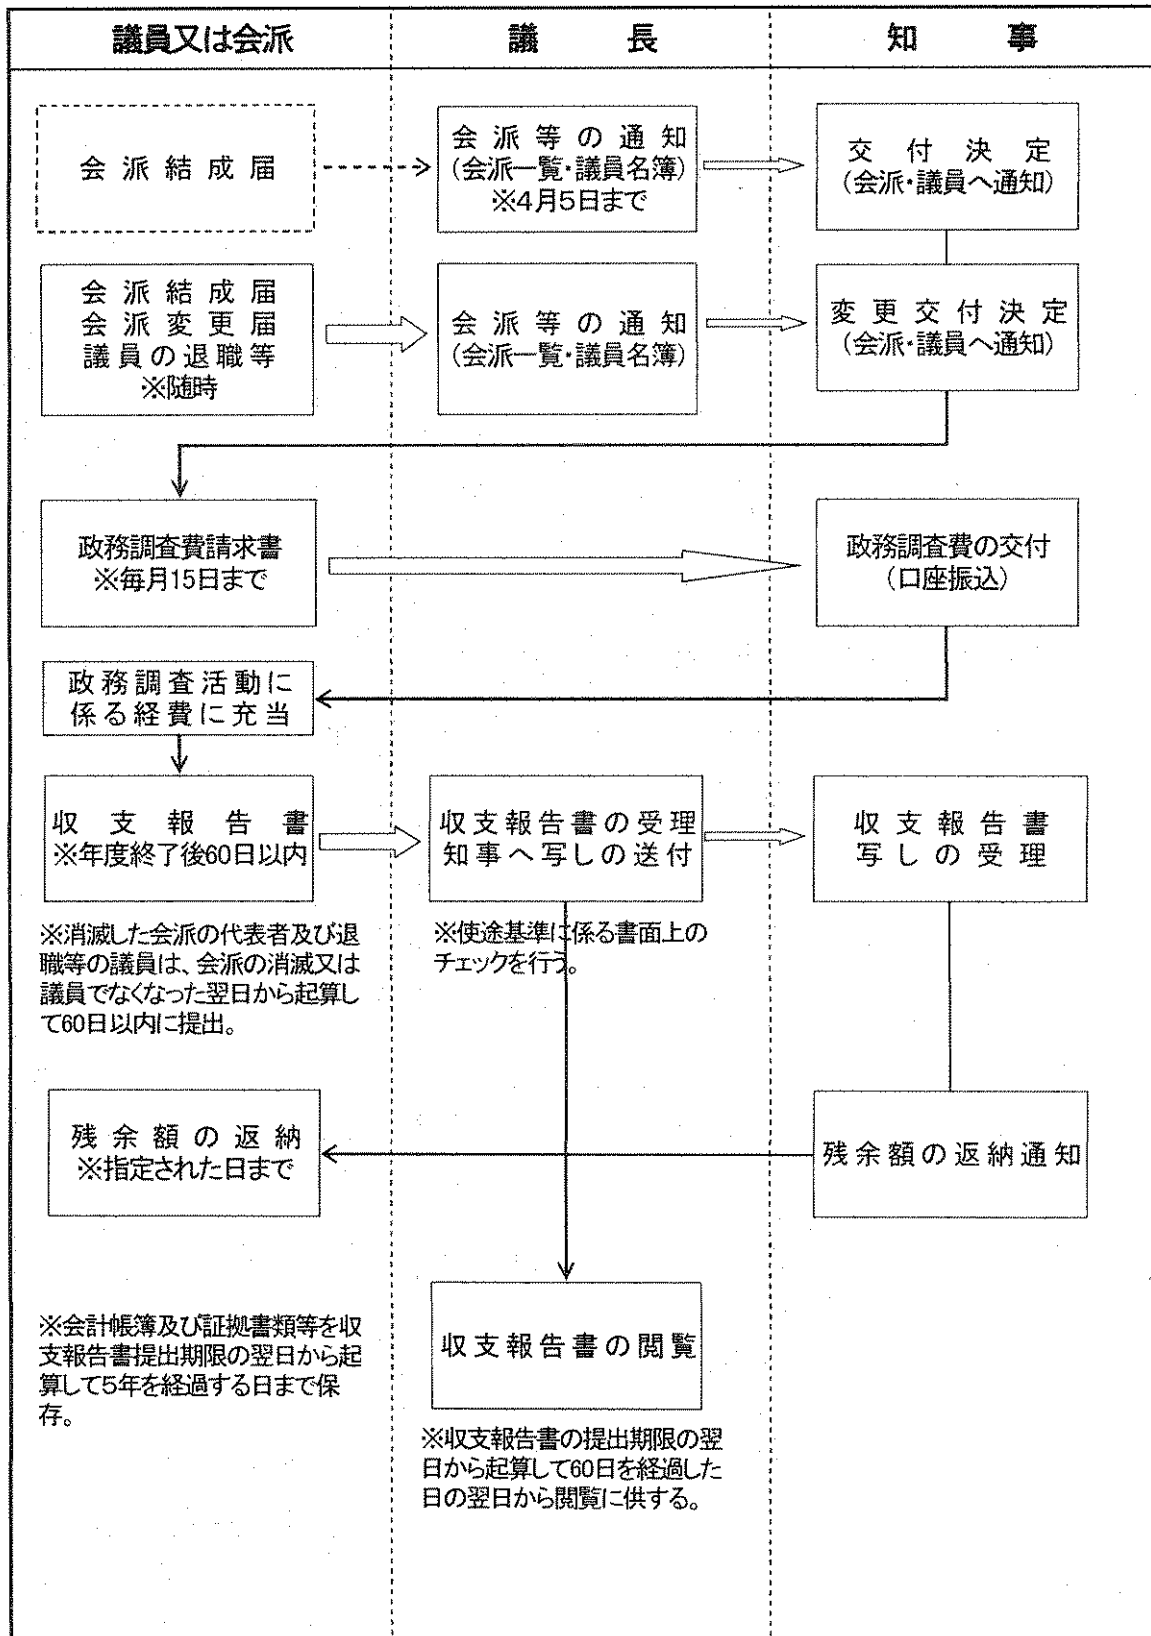 議員又は会派
議長
知事
会派結成届
会派等の通知
(会派一覧・議員名簿)
※4月5日まで
交付決定
(会派・議員へ通知)
会派結成届
会派変更届
議員の退職等
※随時
会派等の通知
(会派一覧・議員名簿)
変更交付決定
(会派・議員へ通知)
政務調査費請求書
※毎月15日まで
政務調査費の交付
(口座振込)
政務調査活動に
係る経費に充当
収支報告書
※年度終了後60日以内
収支報告書の受理
知事へ写しの送付
収支報告書
写しの受理
※消滅した会派の代表者及び退
職等の議員は、会派の消滅又は
議員でなくなった翌日から起算し
て60日以内に提出。
※使途基準に係る書面上の
チェックを行う。
残余額の返納
※指定された日まで
残余額の返納通知
※会計帳簿及び証拠書類等を収
支報告書提出期限の翌日から起
算して5年を経過する日まで保
存。
収支報告書の閲覧
※収支報告書の提出期限の翌
日から起算して60日を経過した
日の翌日から閲覧に供する。